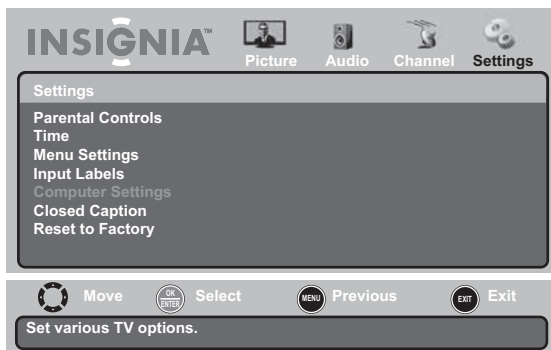 INSIGNIA™
Picture Audio Channel Settings
Settings
Parental Controls
Time
Menu Settings
Input Labels
Computer Settings
Closed Caption
Reset to Factory
Move OK ENTER Select MENU Previous EXIT Exit
Set various TV options.